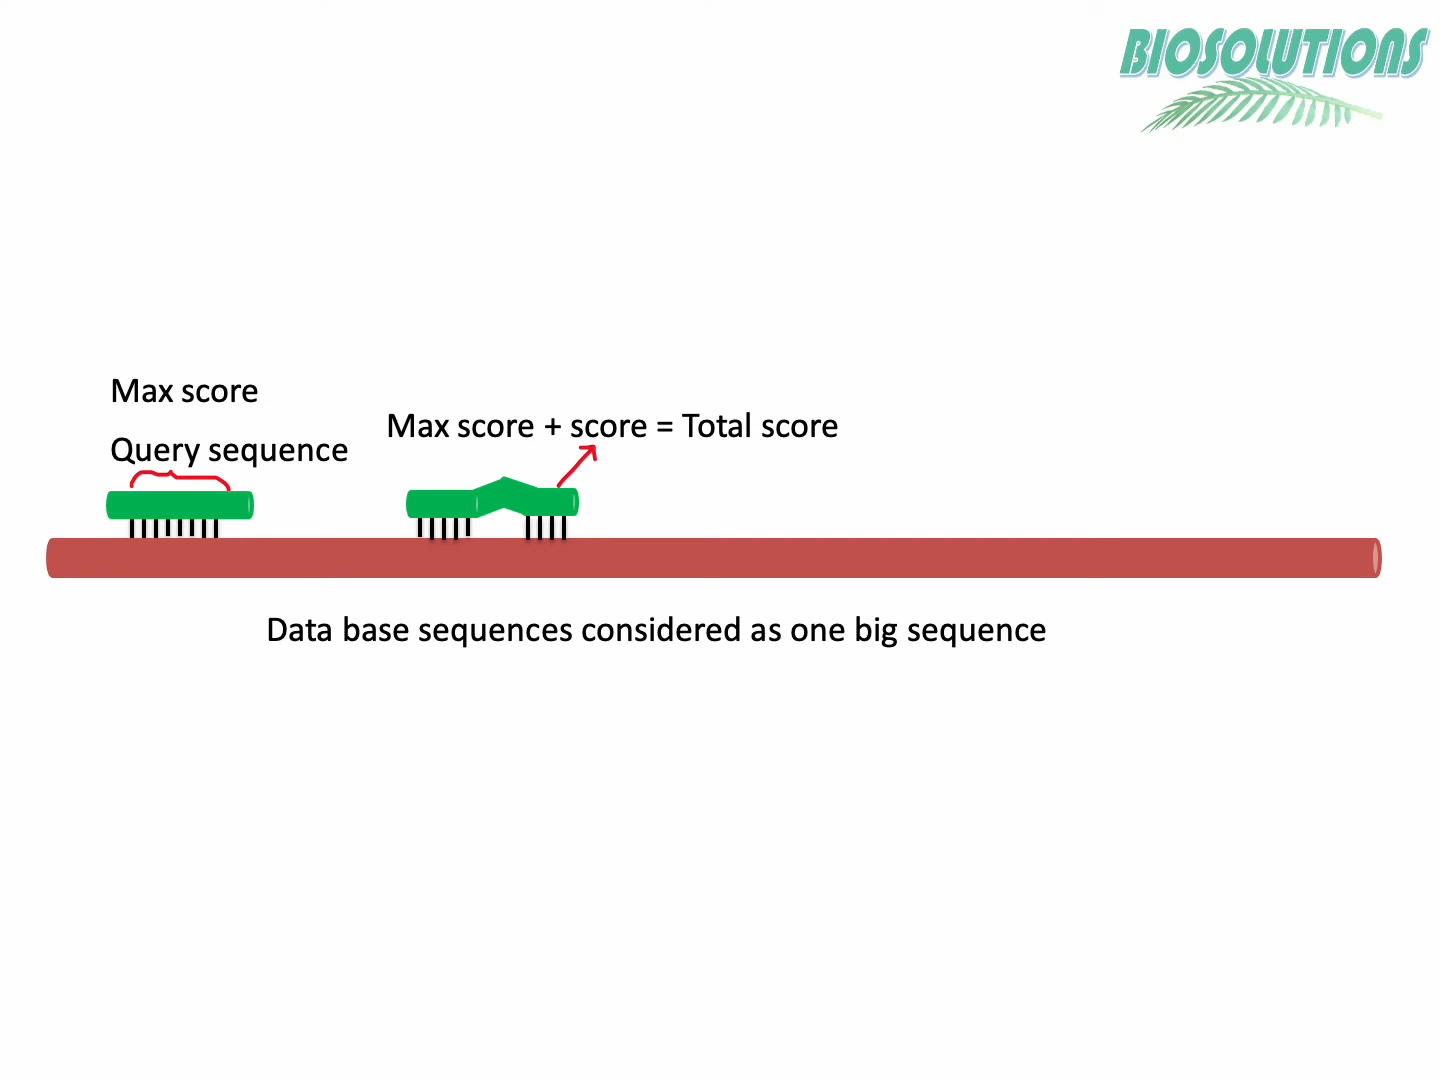 BIOSOLUTIONS
Max score
Max score + score = Total score
Query sequence
Data base sequences considered as one big sequence